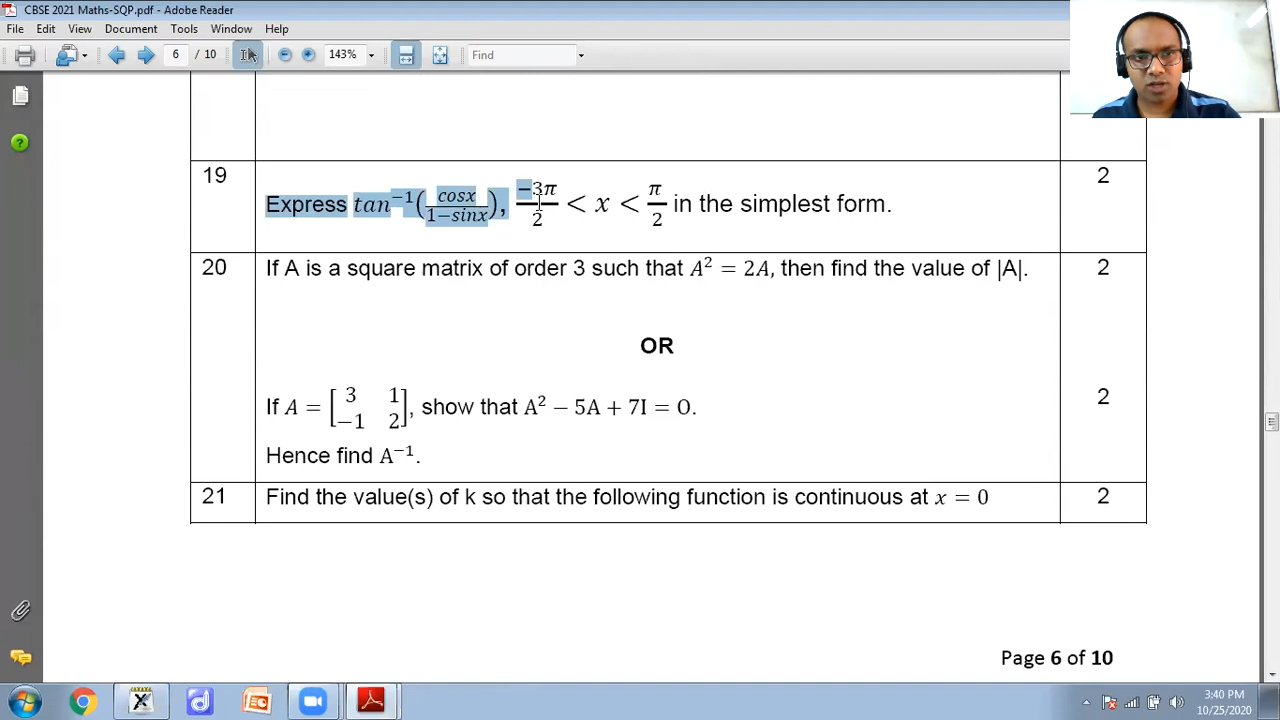 CBSE 2021 Maths-SQP.pdf - Adobe Reader
File Edit View Document Tools Window Help
6 / 10 143% Find
19 Express tan⁻¹(cosx/1−sinx), −3π/2 < x < π/2 in the simplest form. 2
20 If A is a square matrix of order 3 such that A² = 2A, then find the value of |A|. 2
OR
If A = [3 1; −1 2], show that A² − 5A + 7I = O. 2
Hence find A⁻¹.
21 Find the value(s) of k so that the following function is continuous at x = 0 2
Page 6 of 10
3:40 PM
10/25/2020